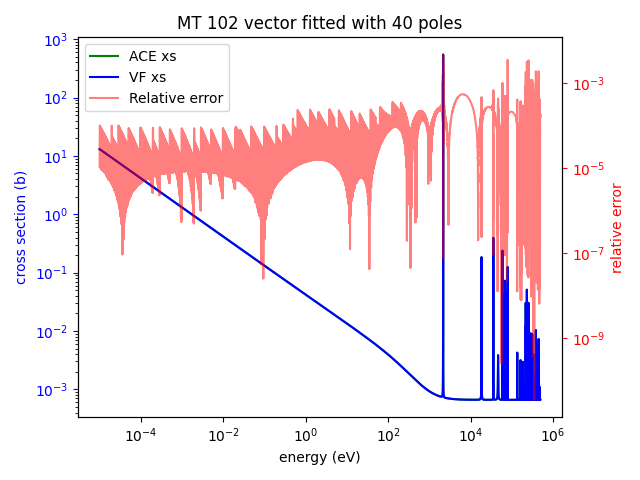 MT 102 vector fitted with 40 poles
ACE xs
VF xs
Relative error
cross section (b)
10^3
10^2
10^1
10^0
10^-1
10^-2
10^-3
10^-3
10^-5
10^-7
10^-9
relative error
10^-4 10^-2 10^0 10^2 10^4 10^6
energy (eV)